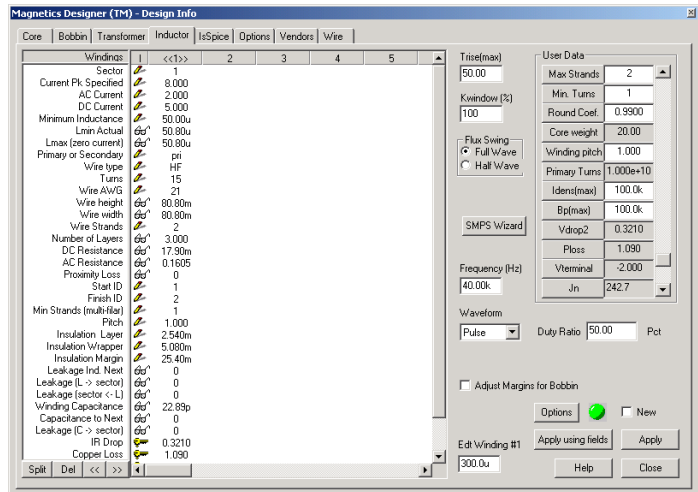 Magnetics Designer (TM) - Design Info
Core Bobbin Transformer Inductor IsSpice Options Vendors Wire
Windings 1 <<1>> 2 3 4 5
Sector 1
Current Pk Specified 8.000
AC Current 2.000
DC Current 5.000
Minimum Inductance 50.00u
Lmin Actual 50.80u
Lmax (zero current) 50.80u
Primary or Secondary pri
Wire type HF
Turns 15
Wire AWG 21
Wire height 80.80m
Wire width 80.80m
Wire Strands 2
Number of Layers 3.000
DC Resistance 17.90m
AC Resistance 0.1605
Proximity Loss 0
Start ID 1
Finish ID 2
Min Strands (multi-filar) 1
Pitch 1.000
Insulation Layer 2.540m
Insulation Wrapper 5.080m
Insulation Margin 25.40m
Leakage Ind. Next 0
Leakage (L -> sector) 0
Leakage (sector <- L) 0
Winding Capacitance 22.89p
Capacitance to Next 0
Leakage (C -> sector) 0
IR Drop 0.3210
Copper Loss 1.090
Split Del << >>
Trise(max)
50.00
Kwindow (%)
100
Flux Swing
Full Wave
Half Wave
SMPS Wizard
Frequency (Hz)
40.00k
Waveform
Pulse
Duty Ratio 50.00 Pct
User Data
Max Strands 2
Min. Turns 1
Round Coef. 0.9900
Core weight 20.00
Winding pitch 1.000
Primary Turns 1.000e+10
Idens(max) 100.0k
Bp(max) 100.0k
Vdrop2 0.3210
Ploss 1.090
Vterminal -2.000
Jn 242.7
Adjust Margins for Bobbin
Options New
Edt Winding #1
300.0u
Apply using fields Apply
Help Close